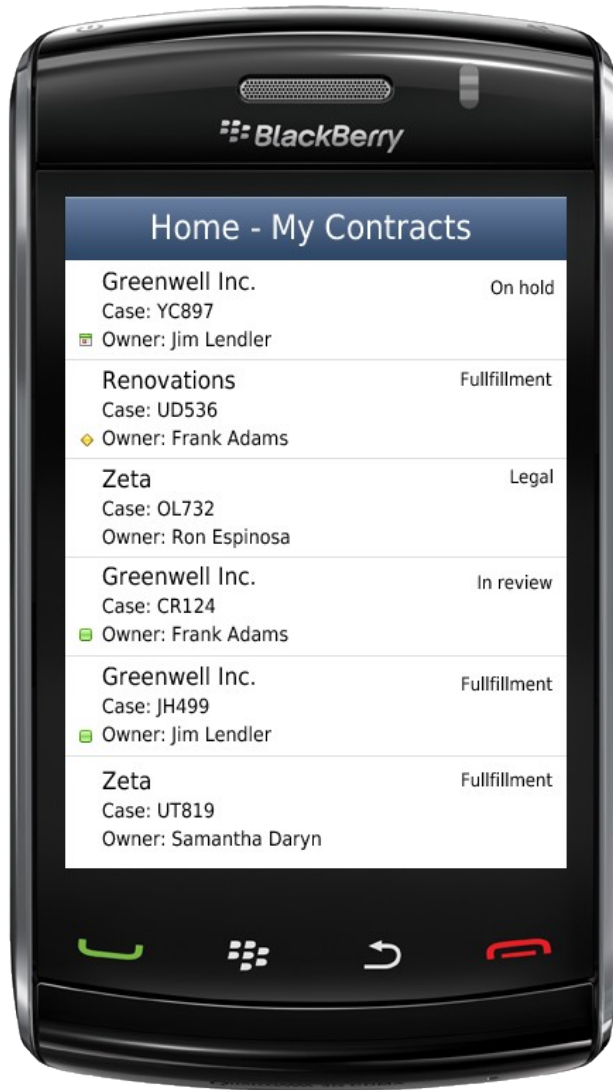 BlackBerry
Home - My Contracts
Greenwell Inc.
On hold
Case: YC897
Owner: Jim Lendler
Renovations
Fullfillment
Case: UD536
Owner: Frank Adams
Zeta
Legal
Case: OL732
Owner: Ron Espinosa
Greenwell Inc.
In review
Case: CR124
Owner: Frank Adams
Greenwell Inc.
Fullfillment
Case: JH499
Owner: Jim Lendler
Zeta
Fullfillment
Case: UT819
Owner: Samantha Daryn